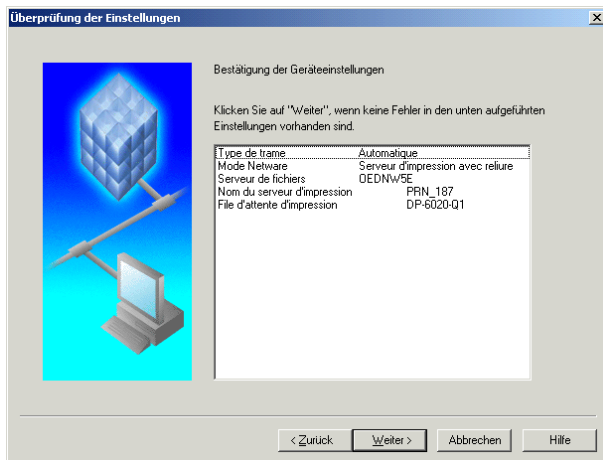 Überprüfung der Einstellungen
Bestätigung der Geräteeinstellungen
Klicken Sie auf "Weiter", wenn keine Fehler in den unten aufgeführten
Einstellungen vorhanden sind.
Type de trame Automatique
Mode Netware Serveur d'impression avec reliure
Serveur de fichiers OEDNW5E
Nom du serveur d'impression PRN_187
File d'attente d'impression DP-6020-Q1
< Zurück Weiter > Abbrechen Hilfe